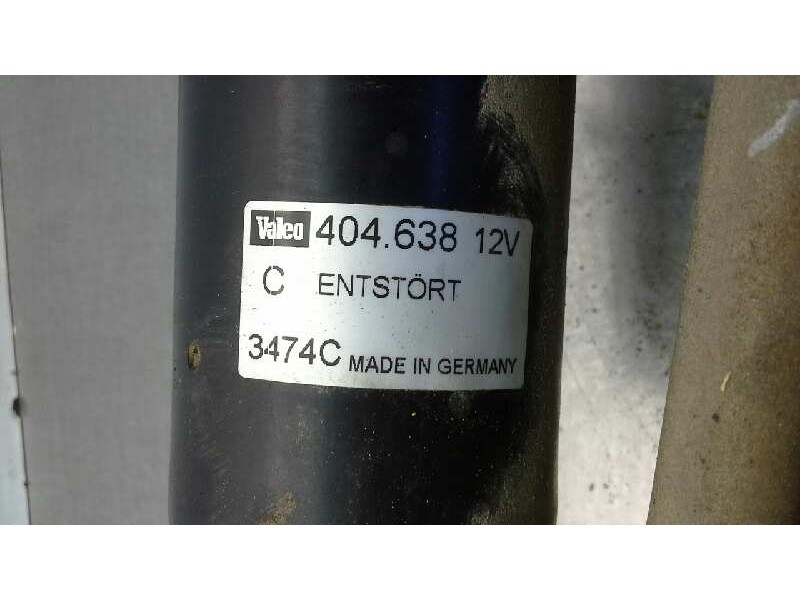 Valeo 404.638 12V
C ENTSTÖRT
3474C MADE IN GERMANY